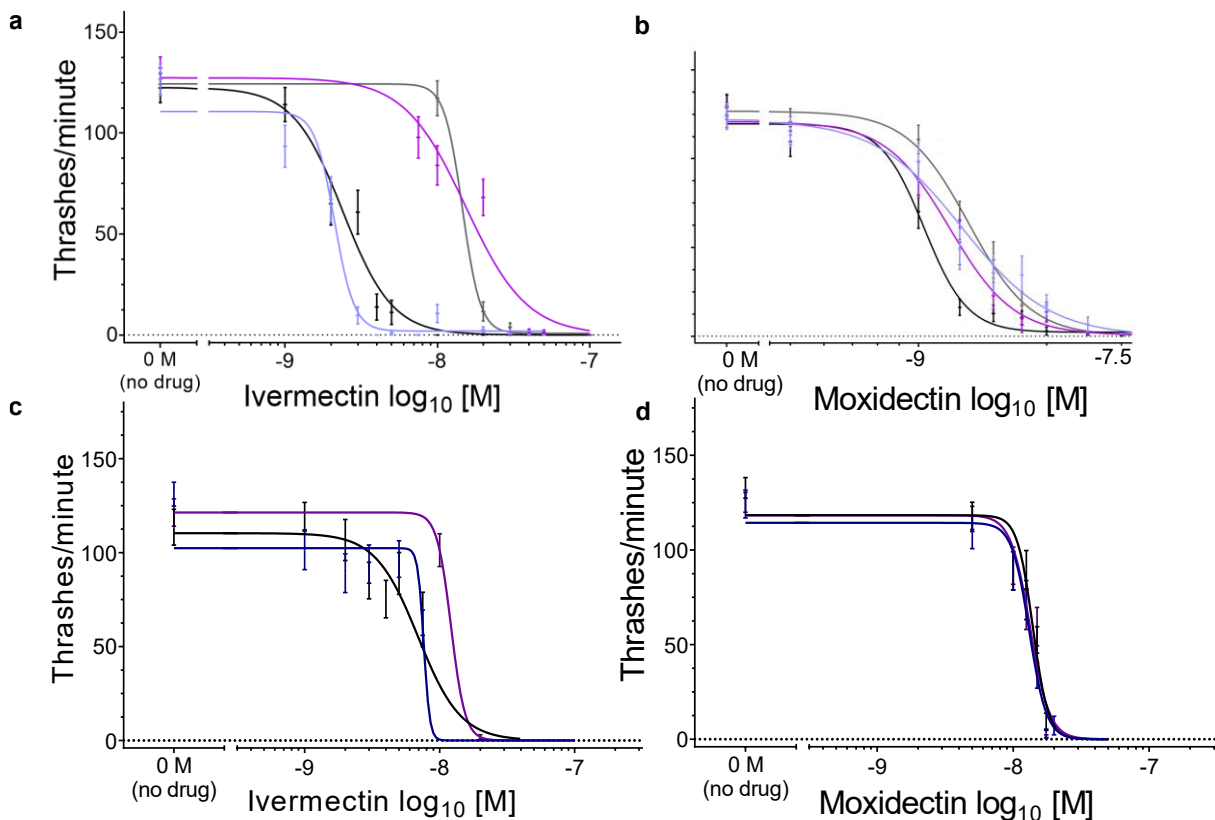 a
150
100
50
0
Thrashes/minute
0 M
(no drug)
-9
-8
-7
Ivermectin log10 [M]
b
0 M
(no drug)
-9
-7.5
Moxidectin log10 [M]
c
150
100
50
0
Thrashes/minute
0 M
(no drug)
-9
-8
-7
Ivermectin log10 [M]
d
150
100
50
0
Thrashes/minute
0 M
(no drug)
-9
-8
-7
Moxidectin log10 [M]